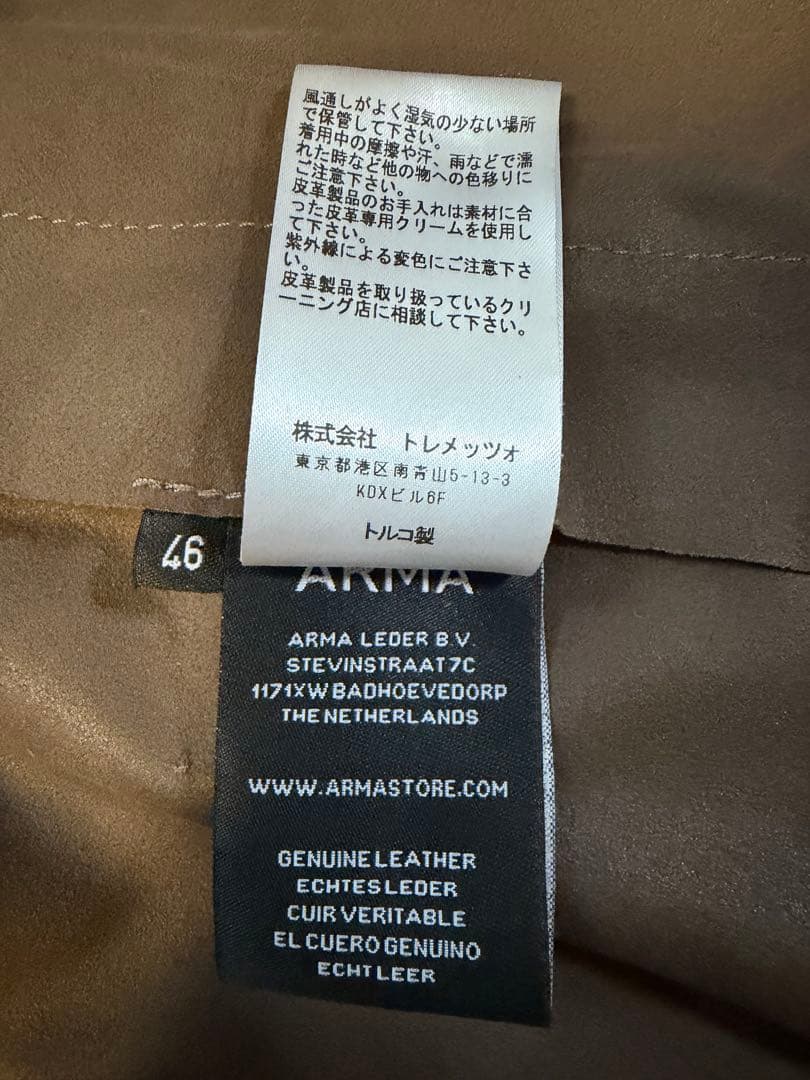 風通しがよく湿気の少ない場所
で保管して下さい。
着用中の摩擦や汗、雨などで濡
れた時など他の物への色移りに
ご注意下さい。
皮革製品のお手入れは素材に合
った皮革専用クリームを使用し
て下さい。
紫外線による変色にご注意下さ
い。
皮革製品を取り扱っているクリ
ーニング店に相談して下さい。
株式会社 トレメッツォ
東京都港区南青山5-13-3
KDXビル6F
トルコ製
46
ARMA
ARMA LEDER B.V.
STEVINSTRAAT 7C
1171XW BADHOEVEDORP
THE NETHERLANDS
WWW.ARMASTORE.COM
GENUINE LEATHER
ECHTES LEDER
CUIR VERITABLE
EL CUERO GENUINO
ECHT LEER